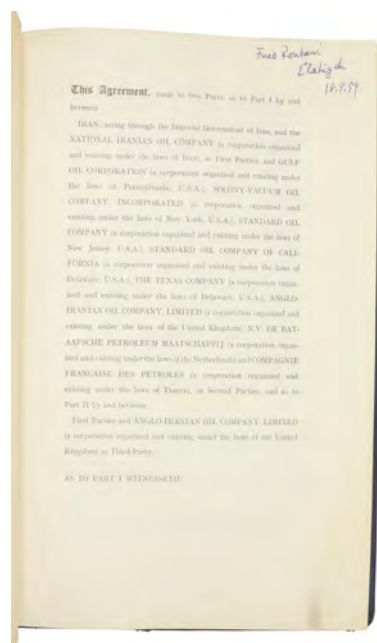 Fuad Rouhani
18.9.59
This Agreement, made in two Parts: as to Part I by and
between
IRAN, acting through the Imperial Government of Iran, and the
NATIONAL IRANIAN OIL COMPANY (a corporation organized
and existing under the laws of Iran), as First Parties, and GULF
OIL CORPORATION (a corporation organized and existing under
the laws of Pennsylvania, U.S.A.), SOCONY-VACUUM OIL
COMPANY, INCORPORATED (a corporation organized and
existing under the laws of New York, U.S.A.), STANDARD OIL
COMPANY (a corporation organized and existing under the laws of
New Jersey, U.S.A.), STANDARD OIL COMPANY OF CALI-
FORNIA (a corporation organized and existing under the laws of
Delaware, U.S.A.), THE TEXAS COMPANY (a corporation organ-
ized and existing under the laws of Delaware, U.S.A.), ANGLO-
IRANIAN OIL COMPANY, LIMITED (a corporation organized and
existing under the laws of the United Kingdom), N.V. DE BAT-
AAFSCHE PETROLEUM MAATSCHAPPIJ (a corporation organ-
ized and existing under the laws of the Netherlands) and COMPAGNIE
FRANCAISE DES PETROLES (a corporation organized and
existing under the laws of France), as Second Parties; and as to
Part II by and between
First Parties and ANGLO-IRANIAN OIL COMPANY, LIMITED
(a corporation organized and existing under the laws of the United
Kingdom) as Third Party;
AS TO PART I WITNESSETH: